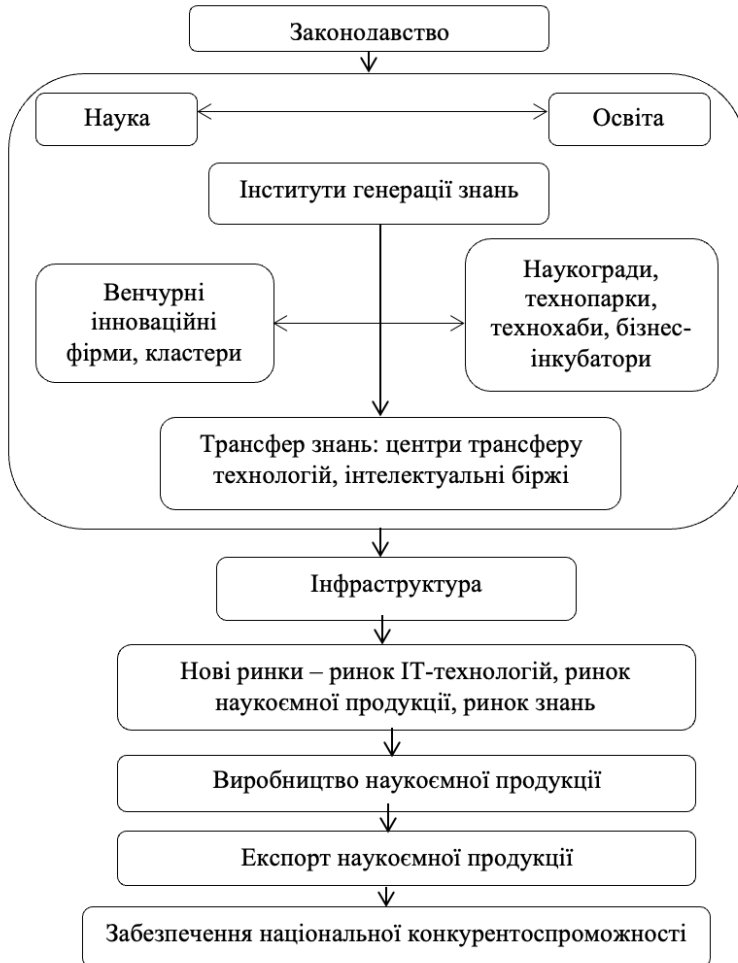 Законодавство
Наука
Освіта
Інститути генерації знань
Венчурні
інноваційні
фірми, кластери
Наукогради,
технопарки,
технохаби, бізнес-
інкубатори
Трансфер знань: центри трансферу
технологій, інтелектуальні біржі
Інфраструктура
Нові ринки – ринок ІТ-технологій, ринок
наукоємної продукції, ринок знань
Виробництво наукоємної продукції
Експорт наукоємної продукції
Забезпечення національної конкурентоспроможності